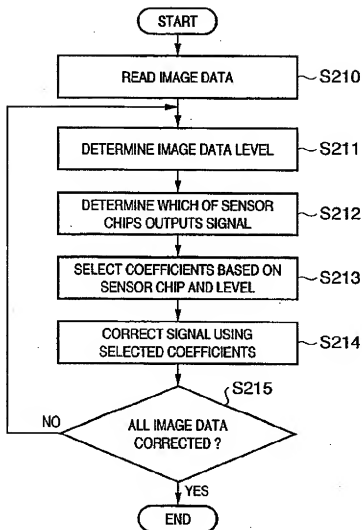 START
READ IMAGE DATA
S210
DETERMINE IMAGE DATA LEVEL
S211
DETERMINE WHICH OF SENSOR
CHIPS OUTPUTS SIGNAL
S212
SELECT COEFFICIENTS BASED ON
SENSOR CHIP AND LEVEL
S213
CORRECT SIGNAL USING
SELECTED COEFFICIENTS
S214
S215
ALL IMAGE DATA
CORRECTED ?
NO
YES
END